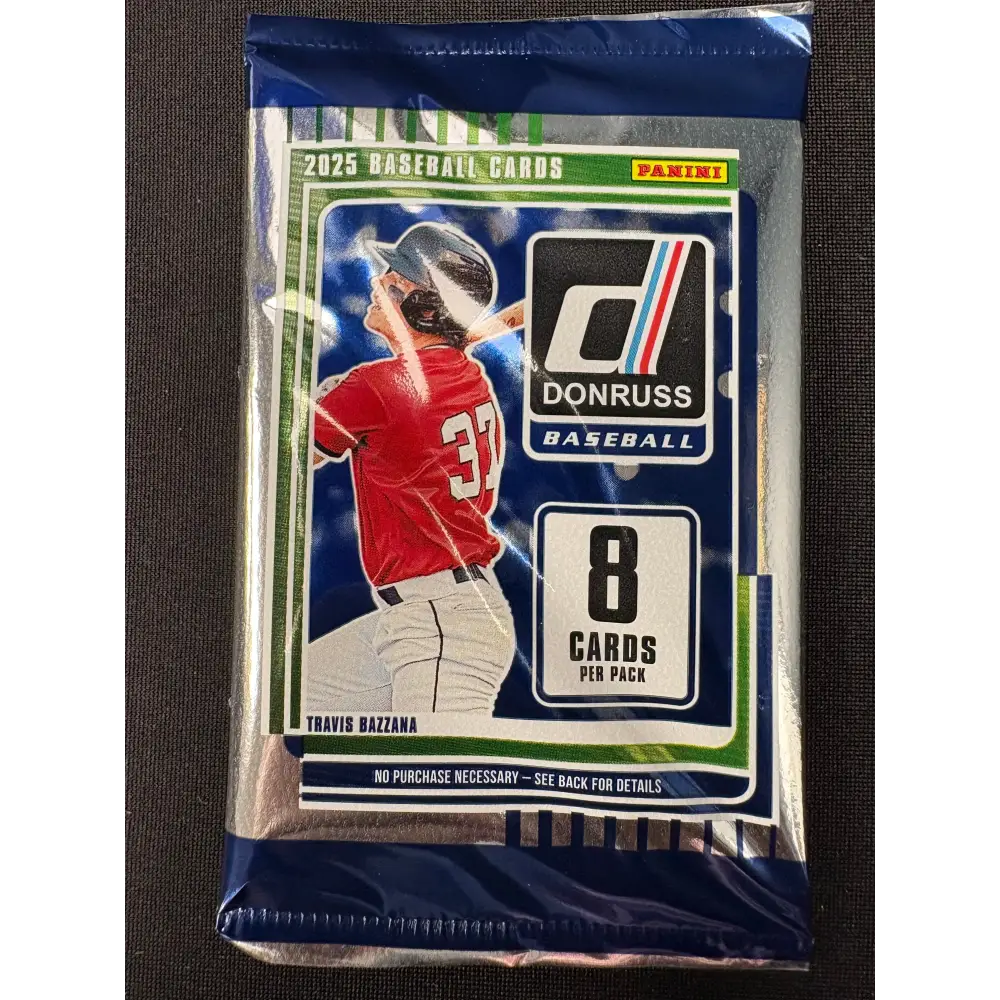 2025 BASEBALL CARDS
PANINI
d
DONRUSS
BASEBALL
37
8
CARDS
PER PACK
TRAVIS BAZZANA
NO PURCHASE NECESSARY – SEE BACK FOR DETAILS